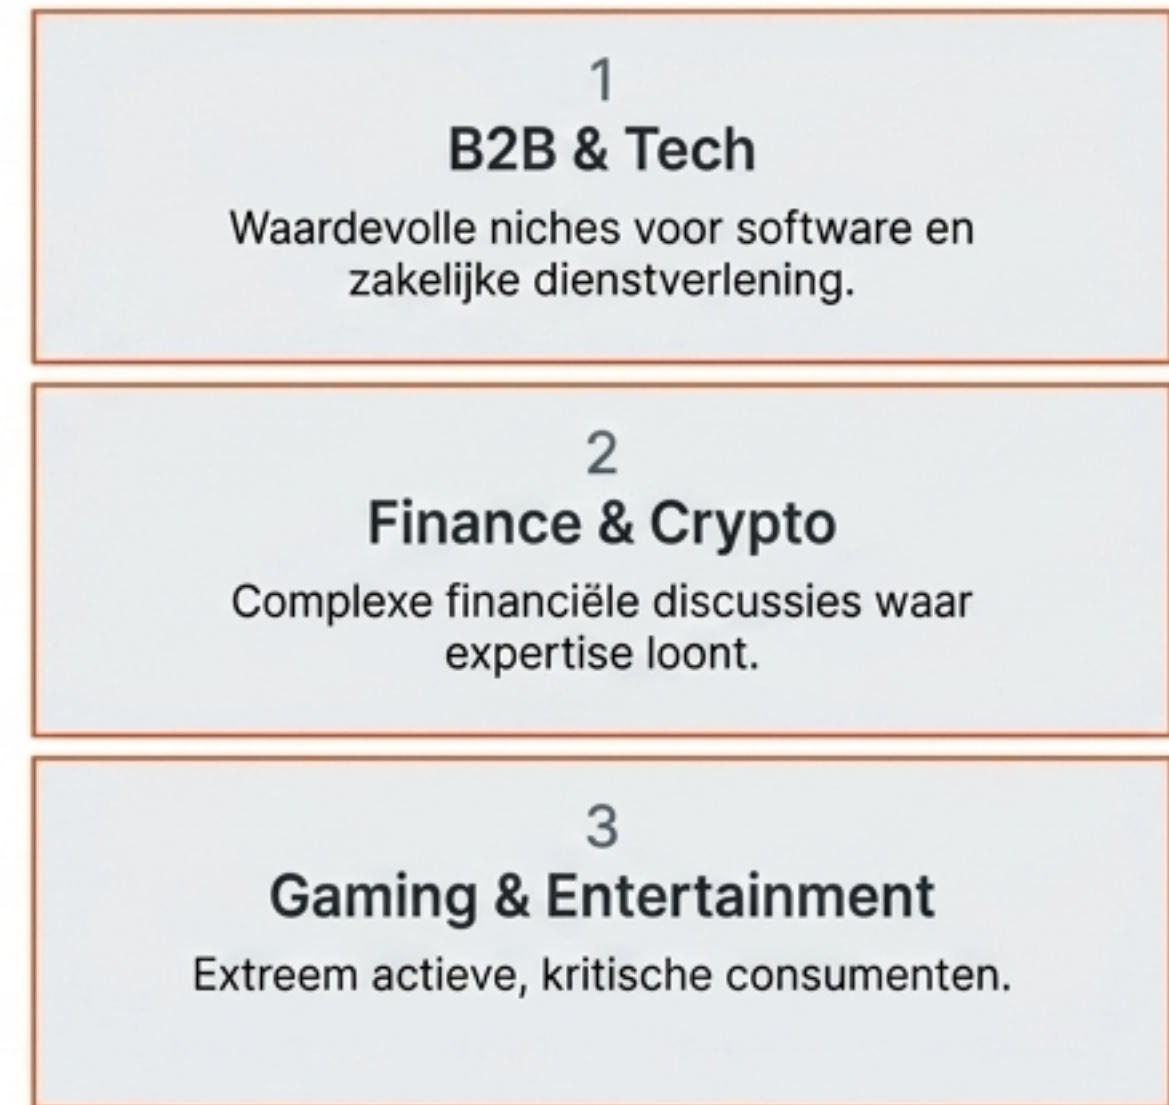 1
B2B & Tech
Waardevolle niches voor software en
zakelijke dienstverlening.
2
Finance & Crypto
Complexe financiële discussies waar
expertise loont.
3
Gaming & Entertainment
Extreem actieve, kritische consumenten.